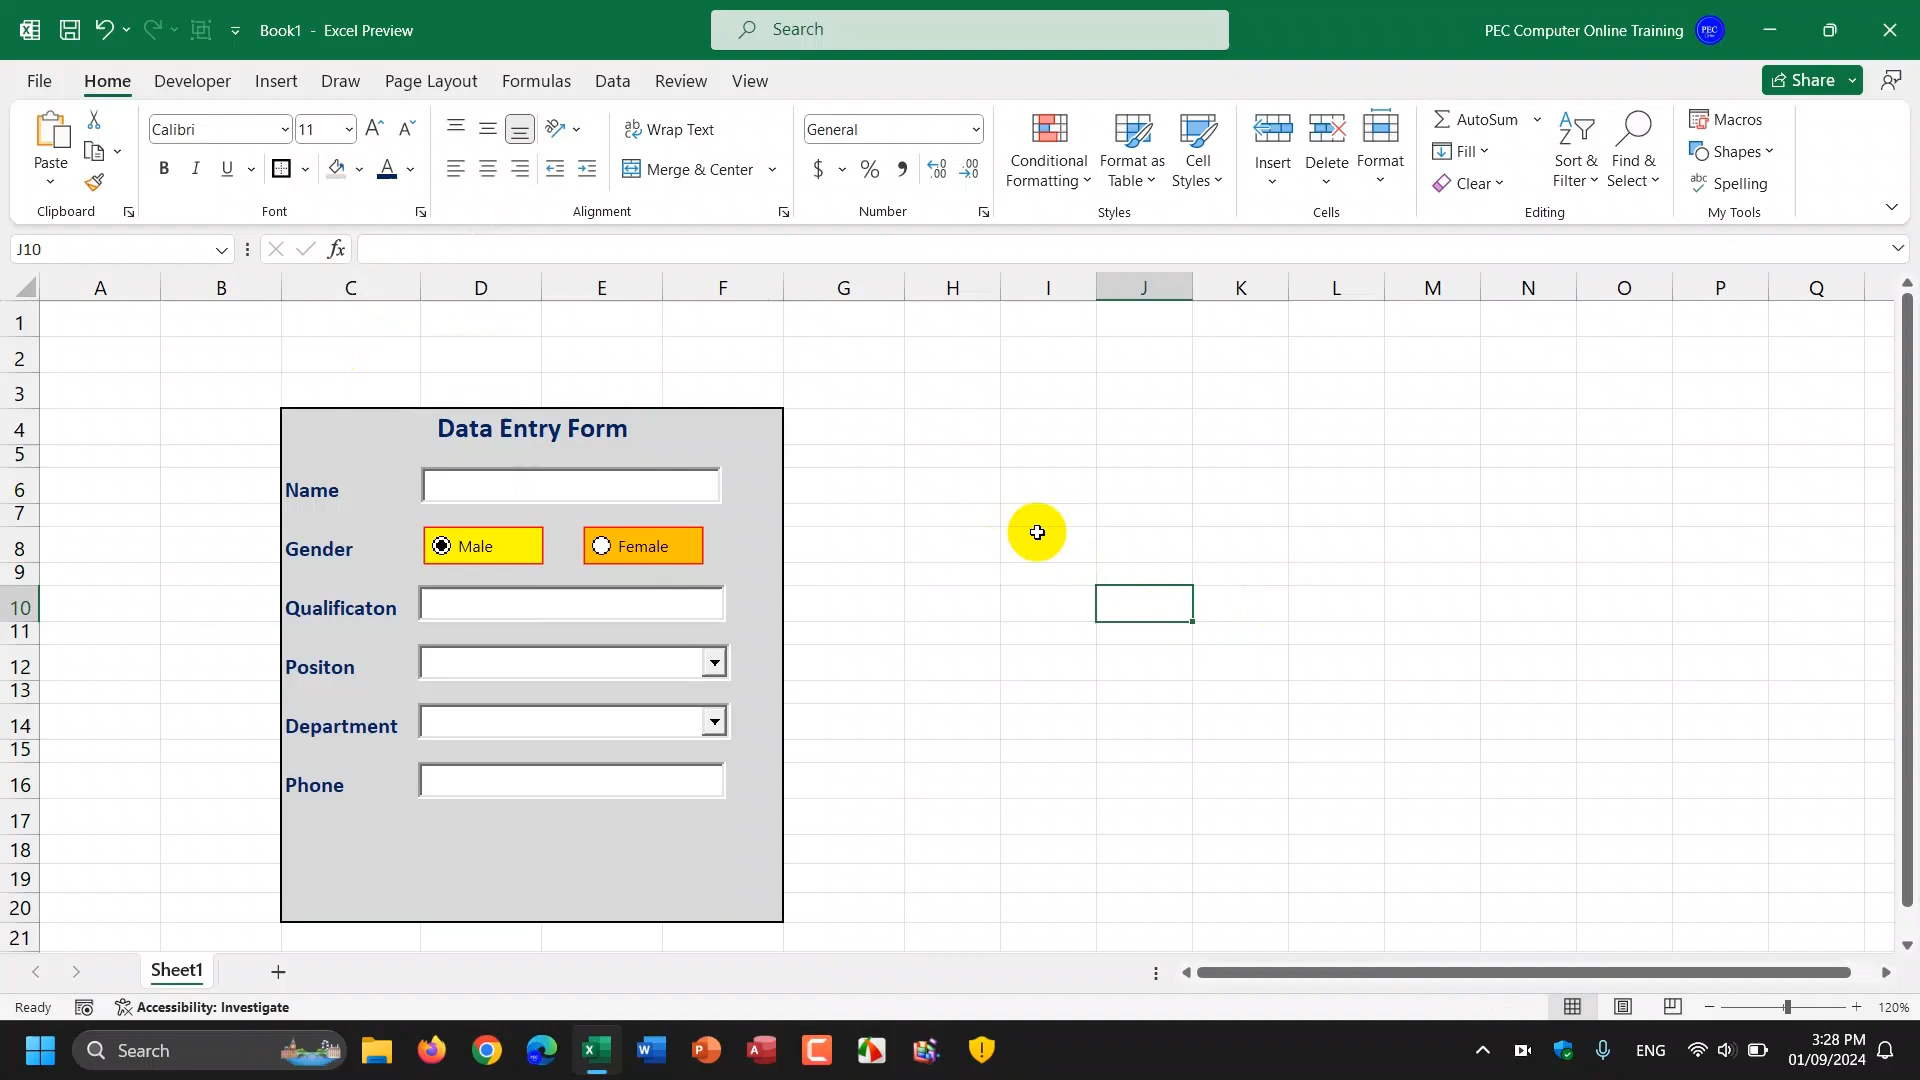 Book1 - Excel Preview
Search
PEC Computer Online Training
PEC
File Home Developer Insert Draw Page Layout Formulas Data Review View
Share
Paste
Clipboard
Calibri 11
B I U A
Font
Wrap Text
Merge & Center
Alignment
General
$ % ,
Number
Conditional Formatting
Format as Table
Cell Styles
Styles
Insert Delete Format
Cells
AutoSum
Fill
Clear
Sort & Filter
Find & Select
Editing
Macros
Shapes
Spelling
My Tools
J10
fx
A B C D E F G H I J K L M N O P Q
1
2
3
4
5
6
7
8
9
10
11
12
13
14
15
16
17
18
19
20
21
Data Entry Form
Name
Gender Male Female
Qualificaton
Positon
Department
Phone
Sheet1
Ready
Accessibility: Investigate
120%
Search
ENG
3:28 PM
01/09/2024